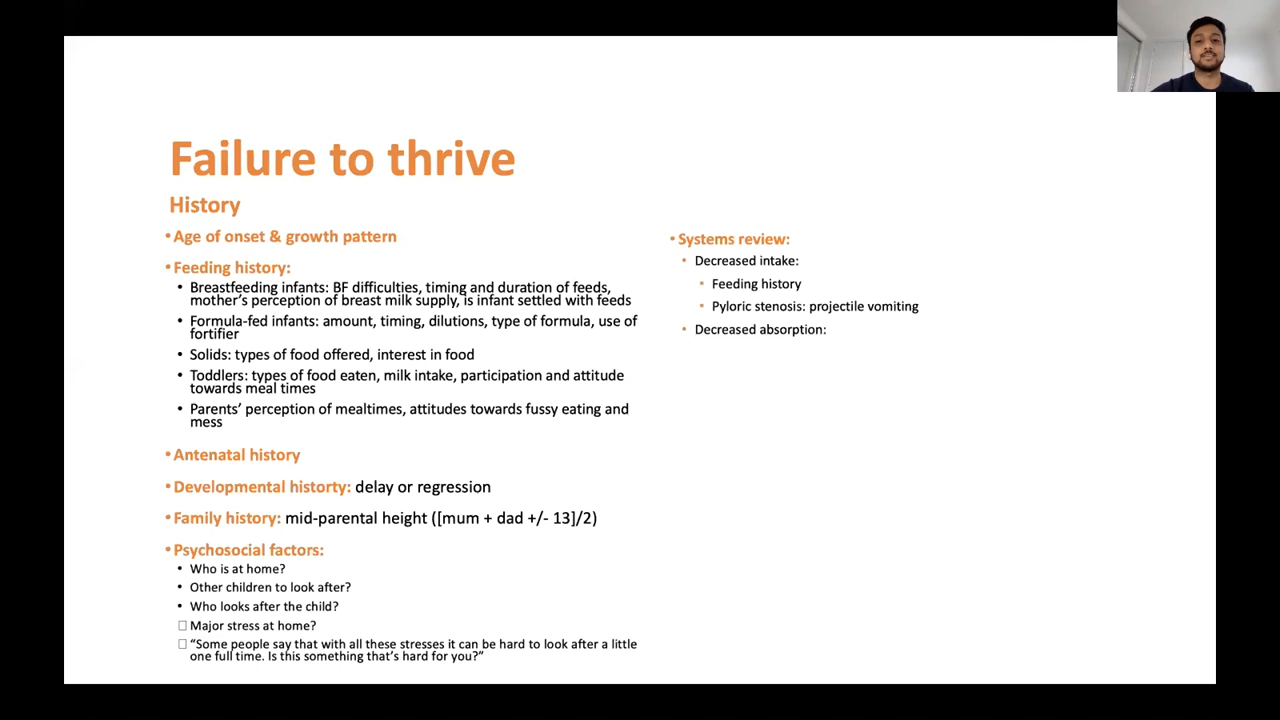 Failure to thrive
History
• Age of onset & growth pattern
• Feeding history:
• Breastfeeding infants: BF difficulties, timing and duration of feeds,
mother's perception of breast milk supply, is infant settled with feeds
• Formula-fed infants: amount, timing, dilutions, type of formula, use of
fortifier
• Solids: types of food offered, interest in food
• Toddlers: types of food eaten, milk intake, participation and attitude
towards meal times
• Parents' perception of mealtimes, attitudes towards fussy eating and
mess
• Antenatal history
• Developmental historty: delay or regression
• Family history: mid-parental height ([mum + dad +/- 13]/2)
• Psychosocial factors:
• Who is at home?
• Other children to look after?
• Who looks after the child?
□ Major stress at home?
□ “Some people say that with all these stresses it can be hard to look after a little
one full time. Is this something that's hard for you?”
• Systems review:
• Decreased intake:
• Feeding history
• Pyloric stenosis: projectile vomiting
• Decreased absorption: